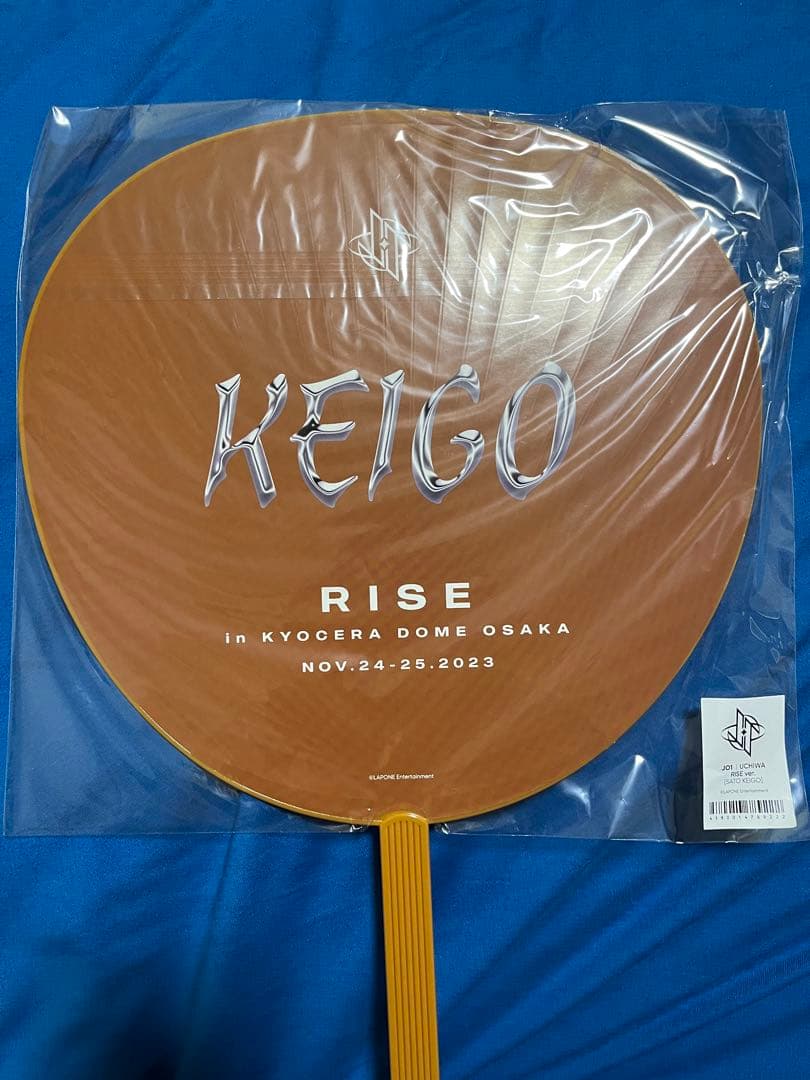 KEIGO
RISE
in KYOCERA DOME OSAKA
NOV.24-25.2023
©LAPONE Entertainment
JO1 | UCHIWA
RISE ver.
[SATO KEIGO]
©LAPONE Entertainment